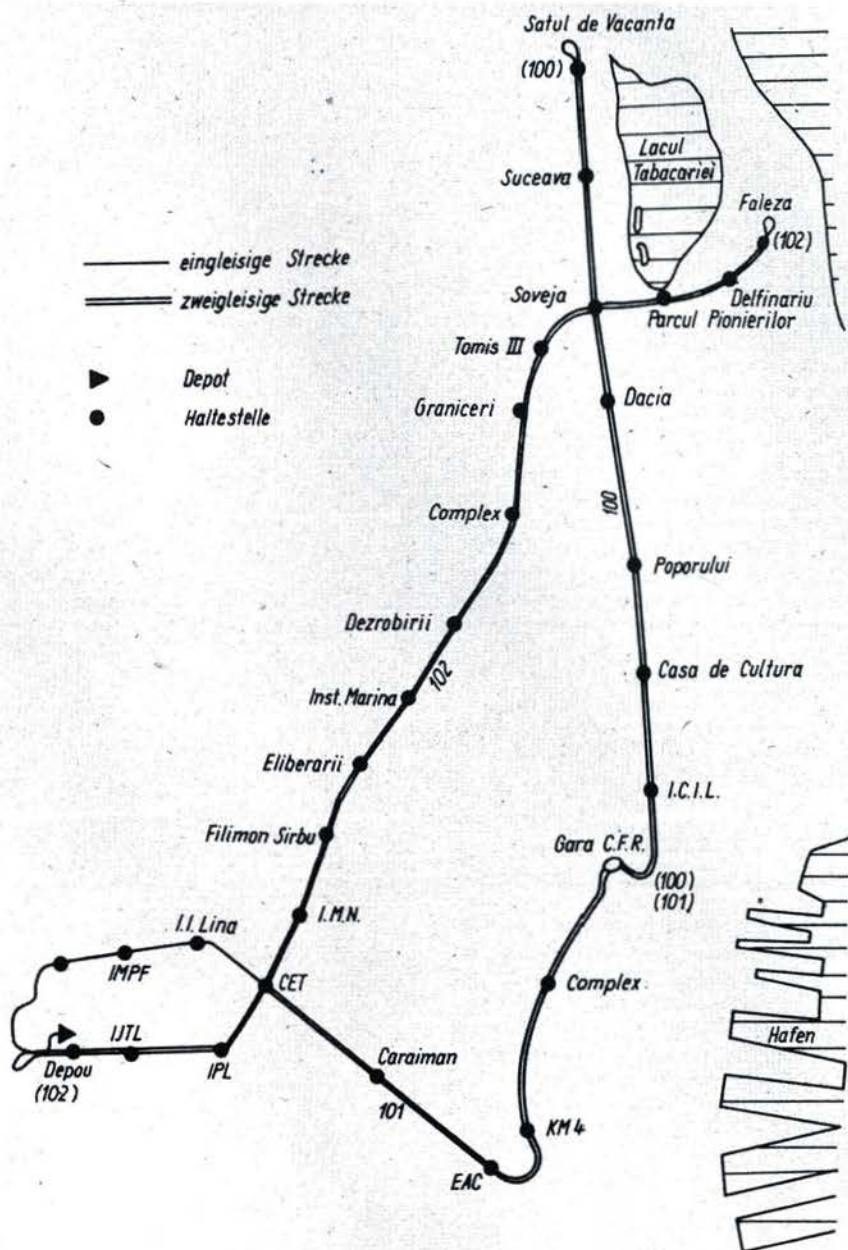 Satul de Vacanta
(100)
Lacul
Tabacariei
Suceava
Faleza
(102)
eingleisige Strecke
zweigleisige Strecke
Soveja
Delfinariu
Parcul Pionierilor
Tomis III
Depot
Dacia
Haltestelle
Graniceri
100
Complex
Poporului
Dezrobirii
102
Casa de Cultura
Inst. Marina
Eliberarii
I.C.I.L.
Filimon Sirbu
Gara C.F.R.
(100)
(101)
I.M.N.
I.I. Lina
IMPF
CET
Complex
IJTL
Hafen
Depou
(102)
IPL
Caraiman
101
KM 4
EAC